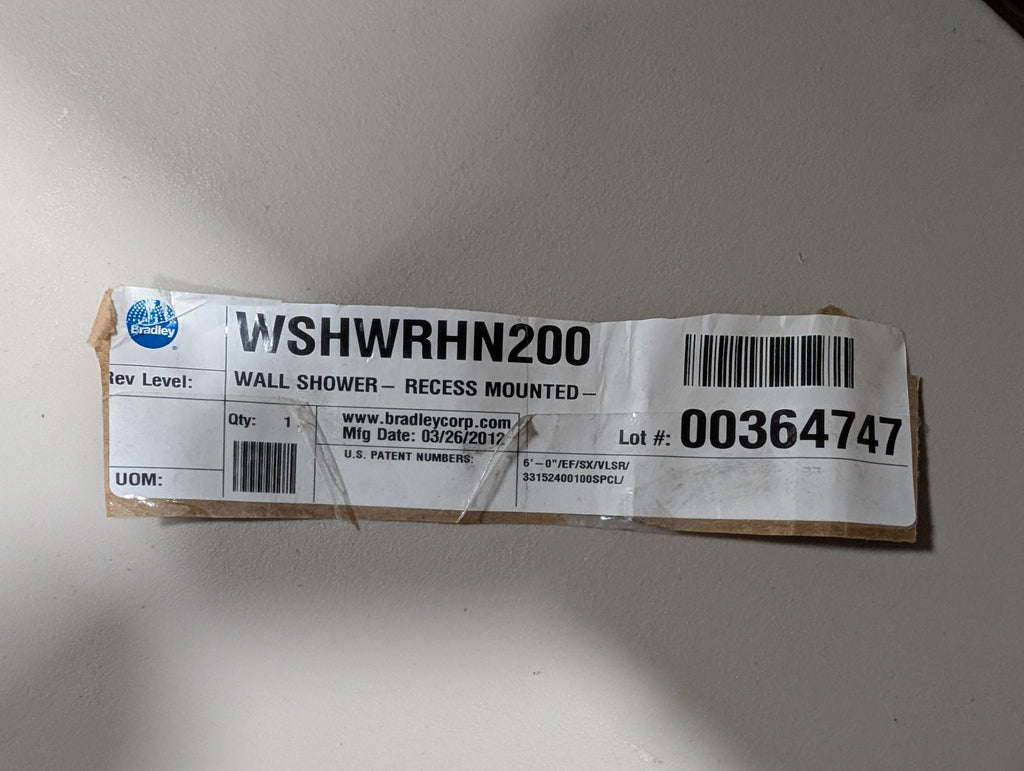 Bradley
WSHWRHN200
Rev Level:
WALL SHOWER – RECESS MOUNTED –
Qty: 1
www.bradleycorp.com
Mfg Date: 03/26/2012
Lot #: 00364747
U.S. PATENT NUMBERS:
6'–0"/EF/SX/VLSR/
33152400100SPCL/
UOM: